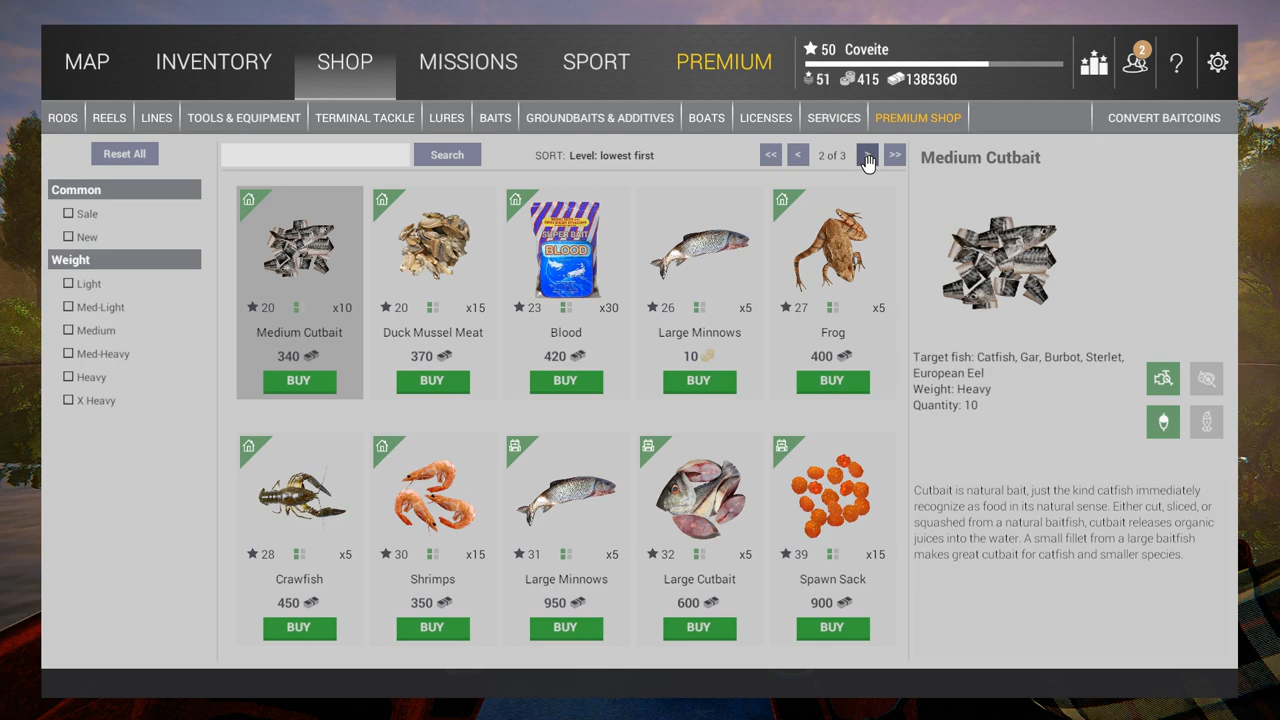 MAP INVENTORY SHOP MISSIONS SPORT PREMIUM
50 Coveite
51 415 1385360
2
?
RODS REELS LINES TOOLS & EQUIPMENT TERMINAL TACKLE LURES BAITS GROUNDBAITS & ADDITIVES BOATS LICENSES SERVICES PREMIUM SHOP CONVERT BAITCOINS
Reset All
Common
Sale
New
Weight
Light
Med-Light
Medium
Med-Heavy
Heavy
X Heavy
Search SORT: Level: lowest first << < 2 of 3 > >>
SUPER BAIT
BLOOD
20 x10 20 x15 23 x30 26 x5 27 x5
Medium Cutbait Duck Mussel Meat Blood Large Minnows Frog
340 370 420 10 400
BUY BUY BUY BUY BUY
28 x5 30 x15 31 x5 32 x5 39 x15
Crawfish Shrimps Large Minnows Large Cutbait Spawn Sack
450 350 950 600 900
BUY BUY BUY BUY BUY
Medium Cutbait
Target fish: Catfish, Gar, Burbot, Sterlet,
European Eel
Weight: Heavy
Quantity: 10
Cutbait is natural bait, just the kind catfish immediately
recognize as food in its natural sense. Either cut, sliced, or
squashed from a natural baitfish, cutbait releases organic
juices into the water. A small fillet from a large baitfish
makes great cutbait for catfish and smaller species.